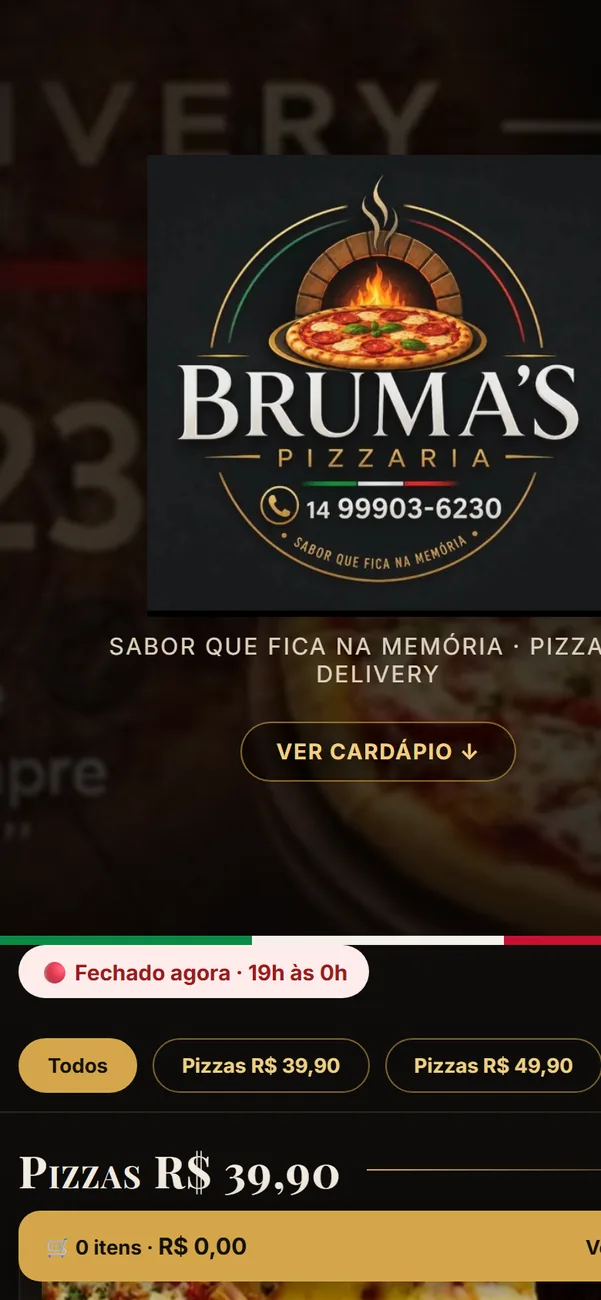 IVERY
BRUMA'S
PIZZARIA
14 99903-6230
• SABOR QUE FICA NA MEMÓRIA •
23
SABOR QUE FICA NA MEMÓRIA · PIZZA
DELIVERY
VER CARDÁPIO ↓
mpre
"
Fechado agora · 19h às 0h
Todos
Pizzas R$ 39,90
Pizzas R$ 49,90
Pizzas R$ 39,90
0 itens · R$ 0,00